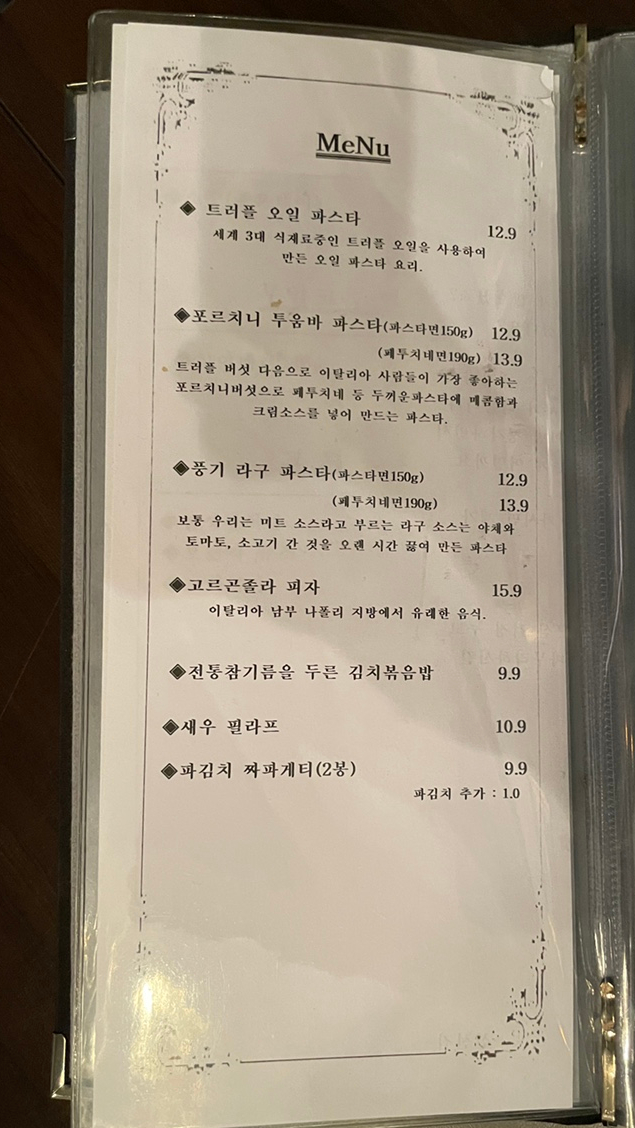 MeNu
◈ 트러플 오일 파스타 12.9
세계 3대 식재료중인 트러플 오일을 사용하여
만든 오일 파스타 요리.
◈포르치니 투움바 파스타(파스타면150g) 12.9
(페투치네면190g) 13.9
트러플 버섯 다음으로 이탈리아 사람들이 가장 좋아하는
포르치니버섯으로 페투치네 등 두꺼운파스타에 매콤함과
크림소스를 넣어 만드는 파스타.
◈풍기 라구 파스타(파스타면150g) 12.9
(페투치네면190g) 13.9
보통 우리는 미트 소스라고 부르는 라구 소스는 야채와
토마토, 소고기 간 것을 오랜 시간 끓여 만든 파스타
◈고르곤졸라 피자 15.9
이탈리아 남부 나폴리 지방에서 유래한 음식.
◈전통참기름을 두른 김치볶음밥 9.9
◈새우 필라프 10.9
◈파김치 짜파게티(2봉) 9.9
파김치 추가 : 1.0